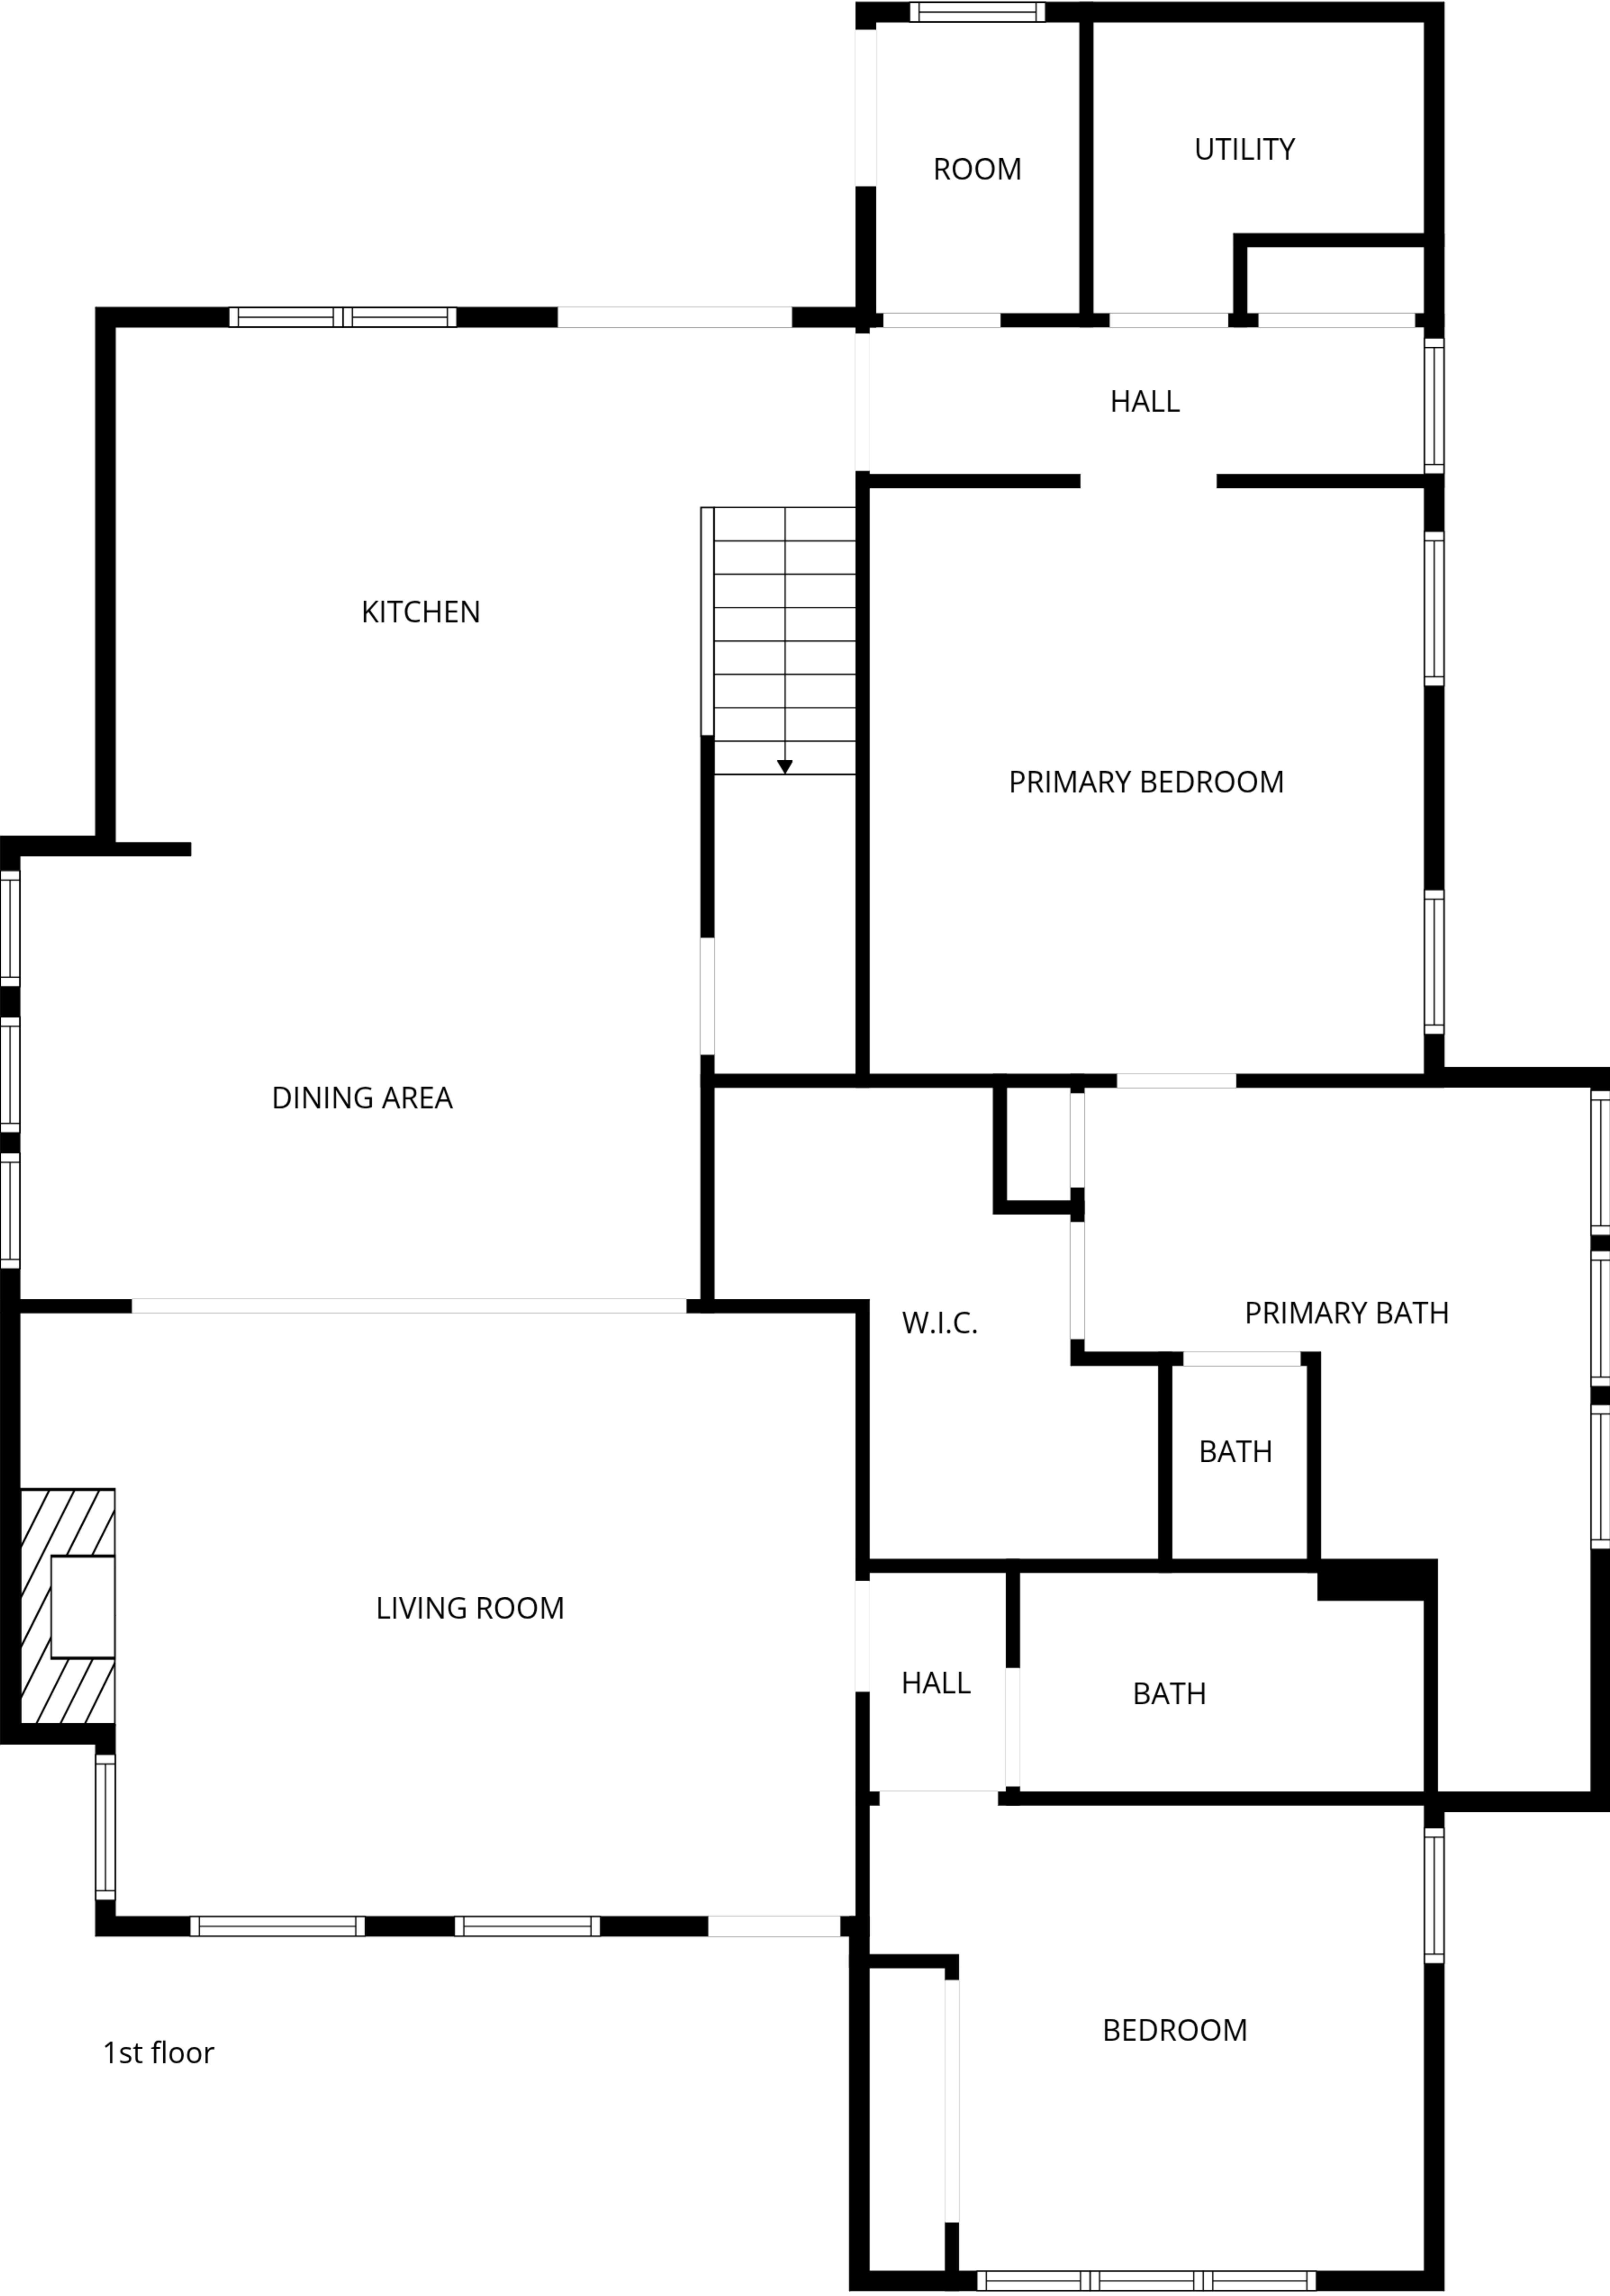 UTILITY
ROOM
HALL
KITCHEN
PRIMARY BEDROOM
DINING AREA
PRIMARY BATH
W.I.C.
BATH
LIVING ROOM
HALL
BATH
BEDROOM
1st floor